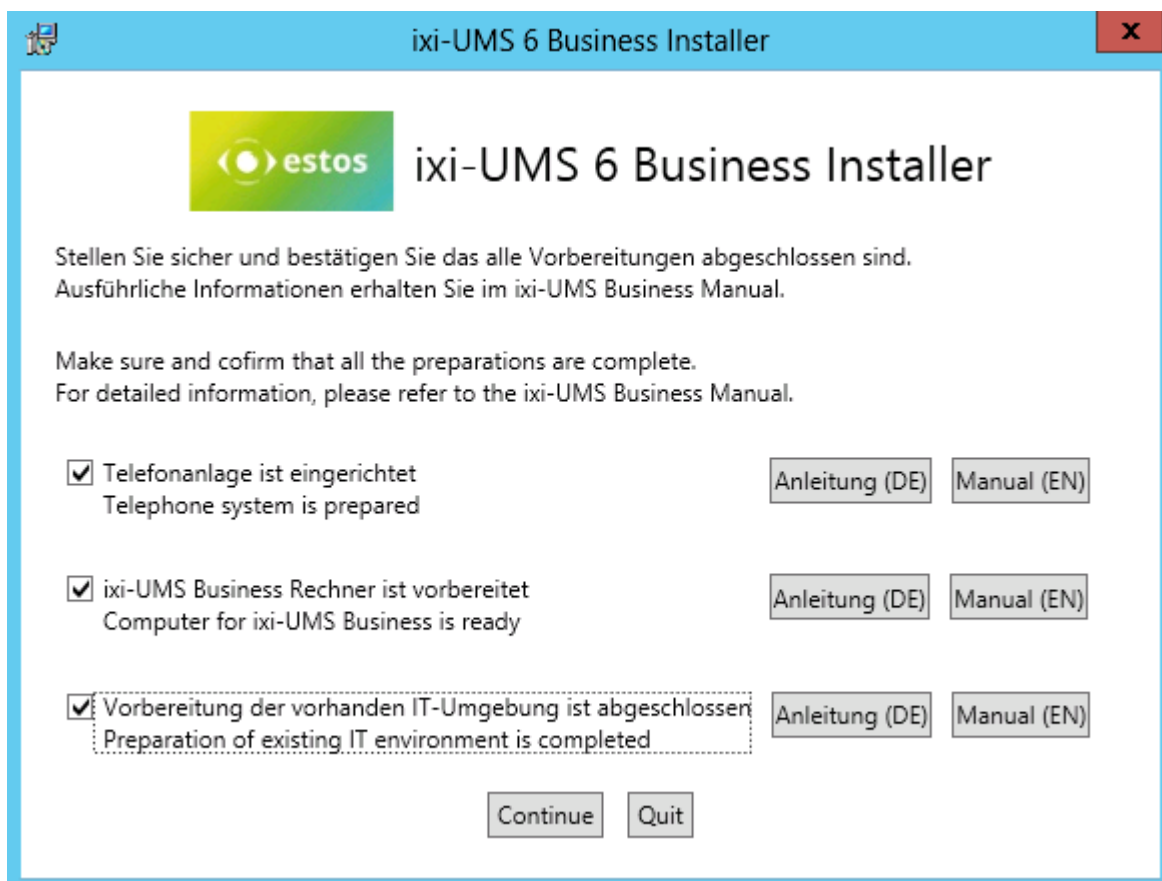 ixi-UMS 6 Business Installer
x
estos
ixi-UMS 6 Business Installer
Stellen Sie sicher und bestätigen Sie das alle Vorbereitungen abgeschlossen sind.
Ausführliche Informationen erhalten Sie im ixi-UMS Business Manual.
Make sure and cofirm that all the preparations are complete.
For detailed information, please refer to the ixi-UMS Business Manual.
Telefonanlage ist eingerichtet
Telephone system is prepared
Anleitung (DE)
Manual (EN)
ixi-UMS Business Rechner ist vorbereitet
Computer for ixi-UMS Business is ready
Anleitung (DE)
Manual (EN)
Vorbereitung der vorhanden IT-Umgebung ist abgeschlossen
Preparation of existing IT environment is completed
Anleitung (DE)
Manual (EN)
Continue
Quit